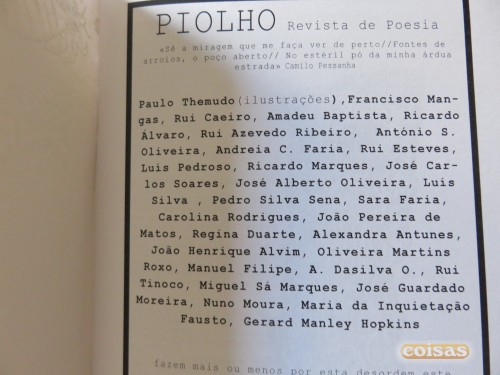 PIOLHO Revista de Poesia
«Sê a miragem que me faça ver de perto//Fontes de
arroios, o poço aberto// No estéril pó da minha árdua
estrada» Camilo Pessanha
Paulo Themudo(ilustrações),Francisco Man-
gas, Rui Caeiro, Amadeu Baptista, Ricardo
Álvaro, Rui Azevedo Ribeiro, António S.
Oliveira, Andreia C. Faria, Rui Esteves,
Luis Pedroso, Ricardo Marques, José Car-
los Soares, José Alberto Oliveira, Luís
Silva , Pedro Silva Sena, Sara Faria,
Carolina Rodrigues, João Pereira de
Matos, Regina Duarte, Alexandra Antunes,
João Henrique Alvim, Oliveira Martins
Roxo, Manuel Filipe, A. Dasilva O., Rui
Tinoco, Miguel Sá Marques, José Guardado
Moreira, Nuno Moura, Maria da Inquietação
Fausto, Gerard Manley Hopkins
coisas
fazem mais ou menos por esta desordem este